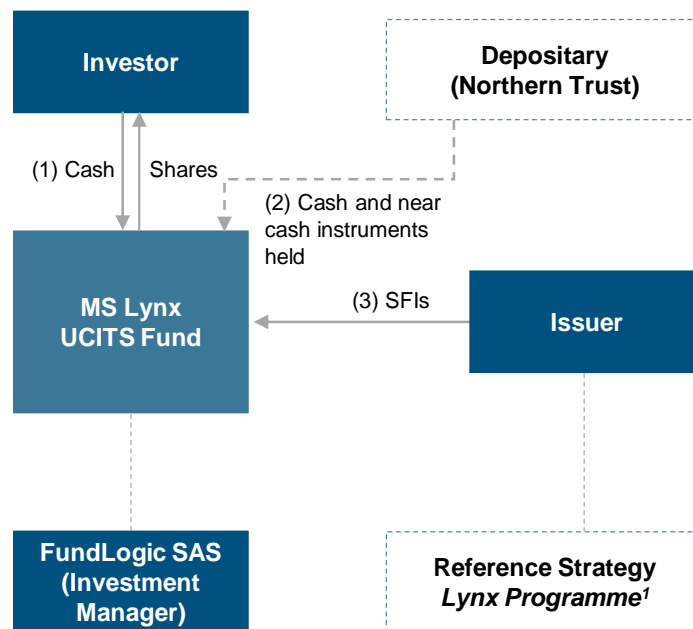 Investor
Depositary
(Northern Trust)
(1) Cash
Shares
(2) Cash and near
cash instruments
held
MS Lynx
UCITS Fund
(3) SFIs
Issuer
FundLogic SAS
(Investment
Manager)
Reference Strategy
Lynx Programme¹